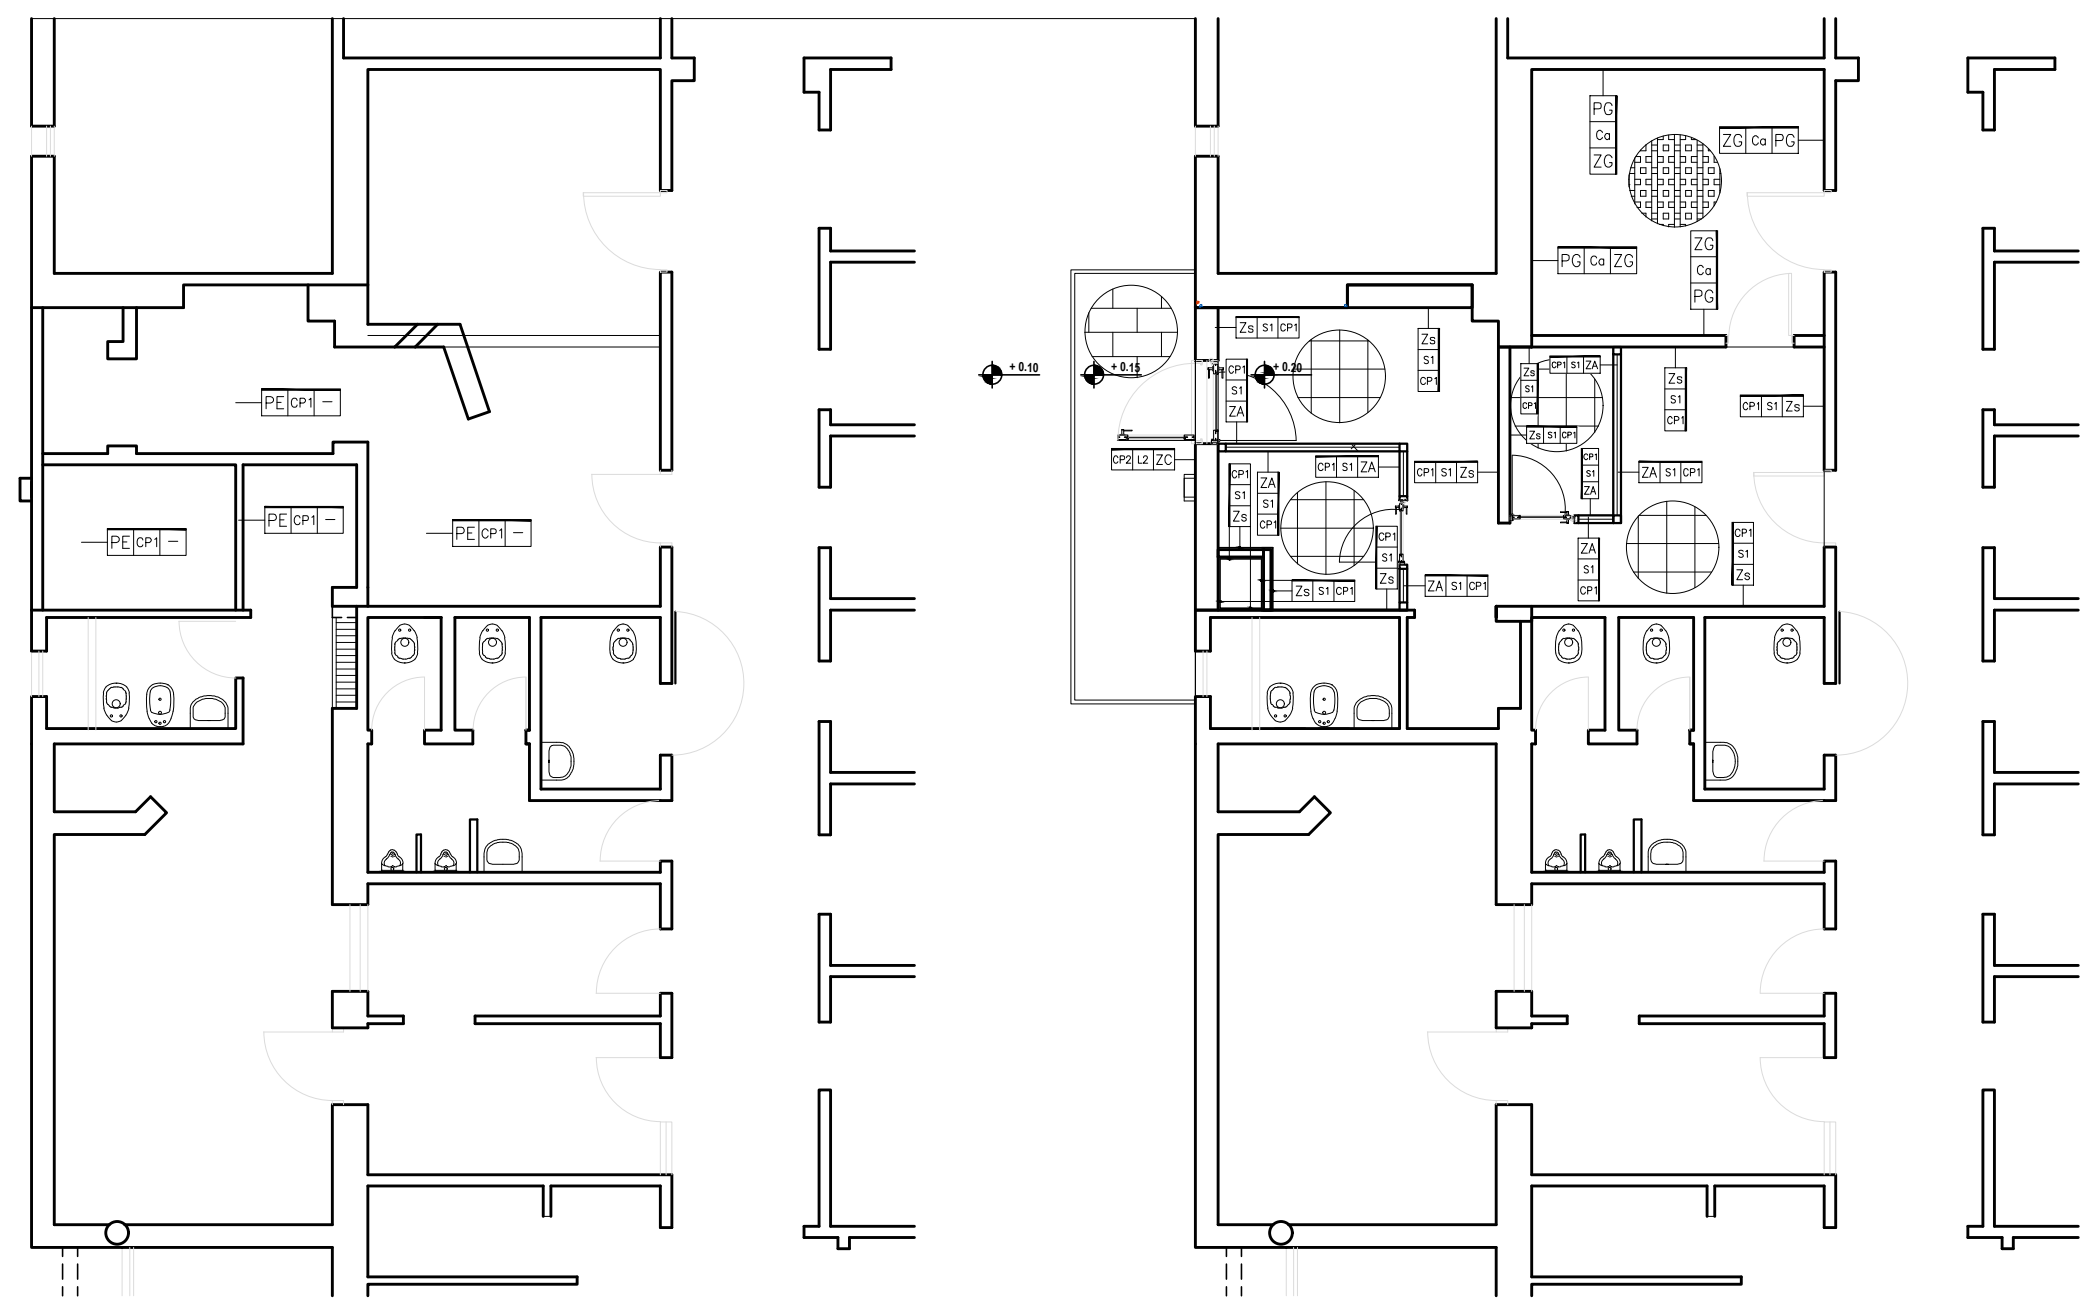 PE CP1 —
PE CP1 —
PE CP1 —
PE CP1 —
+ 0.10
+ 0.15
+ 0.20
PG
Ca
ZG
ZG Ca PG
PG Ca ZG
ZG
Ca
PG
Zs S1 CP1
Zs
S1
CP1
CP1
S1
ZA
Zs
S1
CP1
CP1 S1 ZA
Zs
S1
CP1
CP1 S1 Zs
Zs S1 CP1
CP2 L2 ZC
CP1
S1
Zs
ZA
S1
CP1
CP1 S1 ZA
CP1 S1 Zs
CP1
S1
ZA
ZA S1 CP1
CP1
S1
Zs
ZA
S1
CP1
CP1
S1
Zs
Zs S1 CP1
ZA S1 CP1